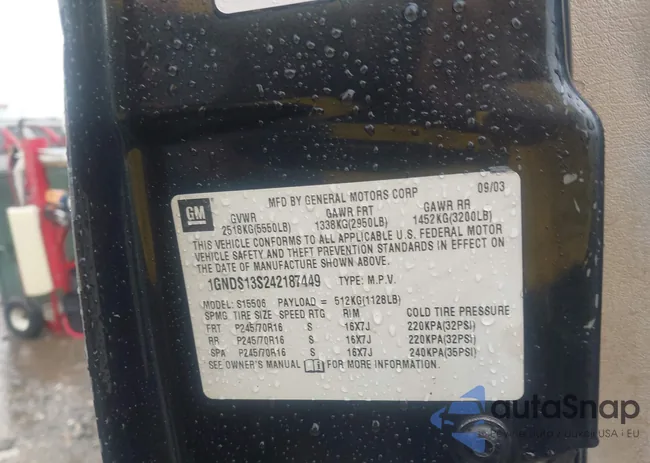 MFD BY GENERAL MOTORS CORP 09/03
GM GVWR GAWR FRT GAWR RR
2518KG(5550LB) 1338KG(2950LB) 1452KG(3200LB)
THIS VEHICLE CONFORMS TO ALL APPLICABLE U.S. FEDERAL MOTOR
VEHICLE SAFETY AND THEFT PREVENTION STANDARDS IN EFFECT ON
THE DATE OF MANUFACTURE SHOWN ABOVE.
1GNDS13S242187449 TYPE: M.P.V.
MODEL: S15506 PAYLOAD = 512KG(1128LB)
SPMG TIRE SIZE SPEED RTG RIM COLD TIRE PRESSURE
FRT P245/70R16 S 16X7J 220KPA(32PSI)
RR P245/70R16 S 16X7J 220KPA(32PSI)
SPA P245/70R16 S 16X7J 240KPA(35PSI)
SEE OWNER'S MANUAL FOR MORE INFORMATION.
autaSnap
USA | EU